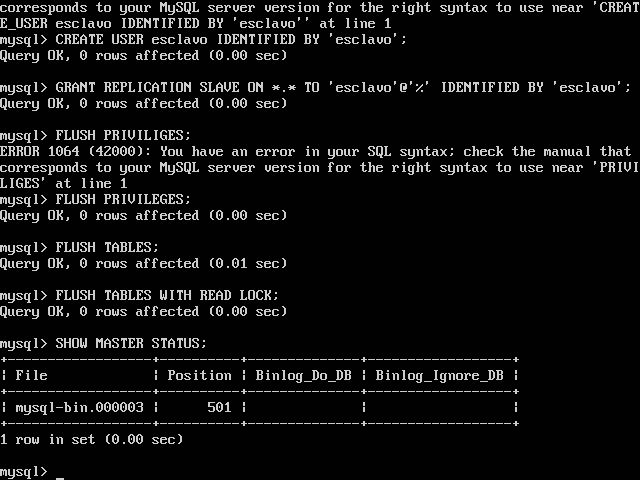 corresponds to your MySQL server version for the right syntax to use near 'CREAT
E_USER esclavo IDENTIFIED BY 'esclavo'' at line 1
mysql> CREATE USER esclavo IDENTIFIED BY 'esclavo';
Query OK, 0 rows affected (0.00 sec)

mysql> GRANT REPLICATION SLAVE ON *.* TO 'esclavo'@'%' IDENTIFIED BY 'esclavo';
Query OK, 0 rows affected (0.00 sec)

mysql> FLUSH PRIVILIGES;
ERROR 1064 (42000): You have an error in your SQL syntax; check the manual that
corresponds to your MySQL server version for the right syntax to use near 'PRIVI
LIGES' at line 1
mysql> FLUSH PRIVILEGES;
Query OK, 0 rows affected (0.00 sec)

mysql> FLUSH TABLES;
Query OK, 0 rows affected (0.01 sec)

mysql> FLUSH TABLES WITH READ LOCK;
Query OK, 0 rows affected (0.00 sec)

mysql> SHOW MASTER STATUS;
+------------------+----------+--------------+------------------+
| File             | Position | Binlog_Do_DB | Binlog_Ignore_DB |
+------------------+----------+--------------+------------------+
| mysql-bin.000003 |      501 |              |                  |
+------------------+----------+--------------+------------------+
1 row in set (0.00 sec)

mysql> _